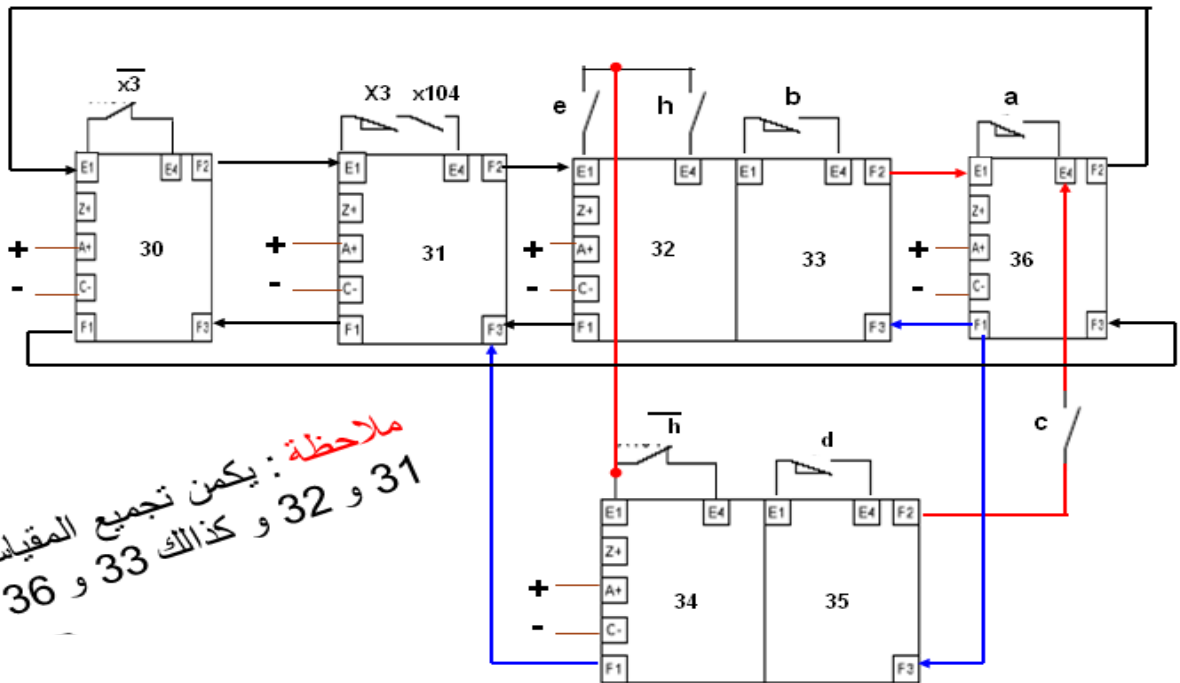 x3
X3 x104
e
h
b
a
E1 E4 F2
Z+
+ A+ 30
- C-
F1 F3
E1 E4 F2
Z+
+ A+ 31
- C-
F1 F3
E1 E4
Z+
+ A+ 32
- C-
F1
E1 E4 F2
33
F3
E1 E4 F2
Z+
+ A+ 36
- C-
F1 F3
c
h
d
E1 E4
Z+
+ A+ 34
- C-
F1
E1 E4 F2
35
F3
ملاحظة : يكمن تجميع
31 و 32 و كذالك 33 و 36